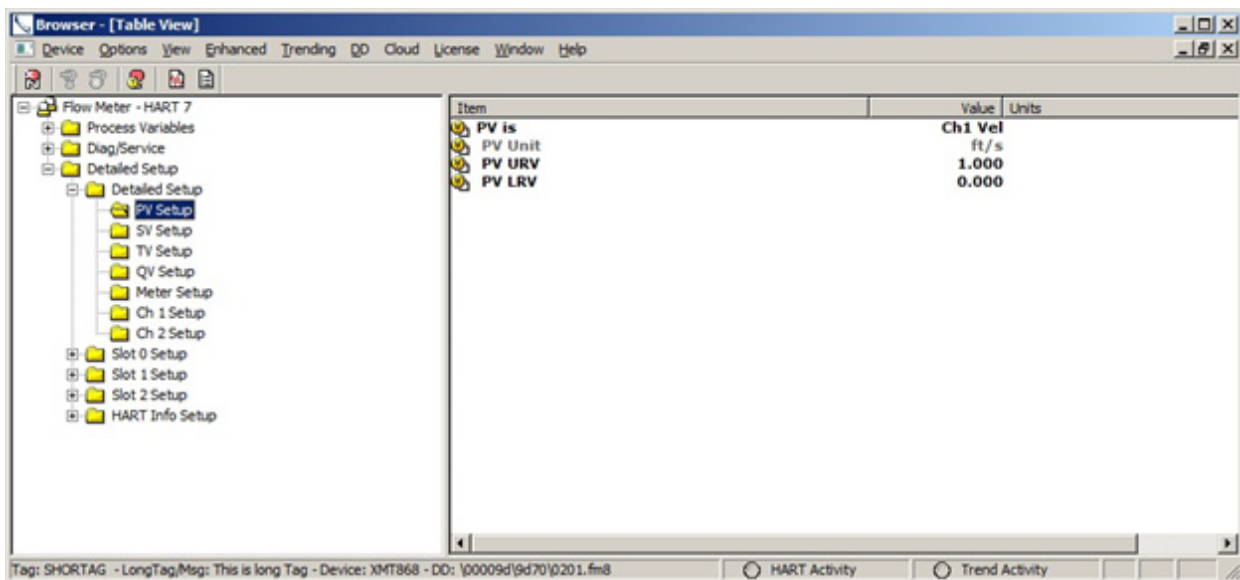 Browser - [Table View]
Device Options View Enhanced Trending DD Cloud License Window Help
Flow Meter - HART 7
Process Variables
Diag/Service
Detailed Setup
Detailed Setup
PV Setup
SV Setup
TV Setup
QV Setup
Meter Setup
Ch 1 Setup
Ch 2 Setup
Slot 0 Setup
Slot 1 Setup
Slot 2 Setup
HART Info Setup
Item Value Units
PV is Ch1 Vel
PV Unit ft/s
PV URV 1.000
PV LRV 0.000
Tag: SHORTAG - LongTag/Msg: This is long Tag - Device: XMT868 - DD: \00009d\9d70\0201.fm8 HART Activity Trend Activity